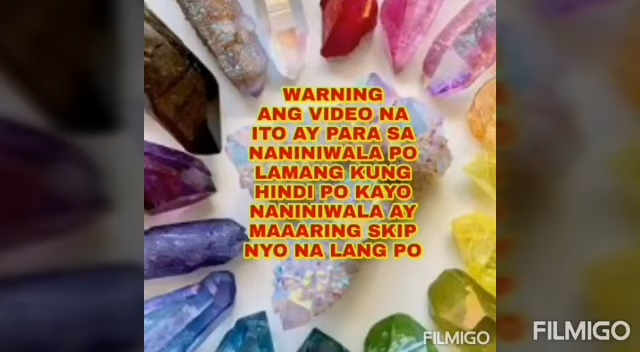 WARNING
ANG VIDEO NA
ITO AY PARA SA
NANINIWALA PO
LAMANG KUNG
HINDI PO KAYO
NANINIWALA AY
MAAARING SKIP
NYO NA LANG PO
FILMIGO
FILMIGO